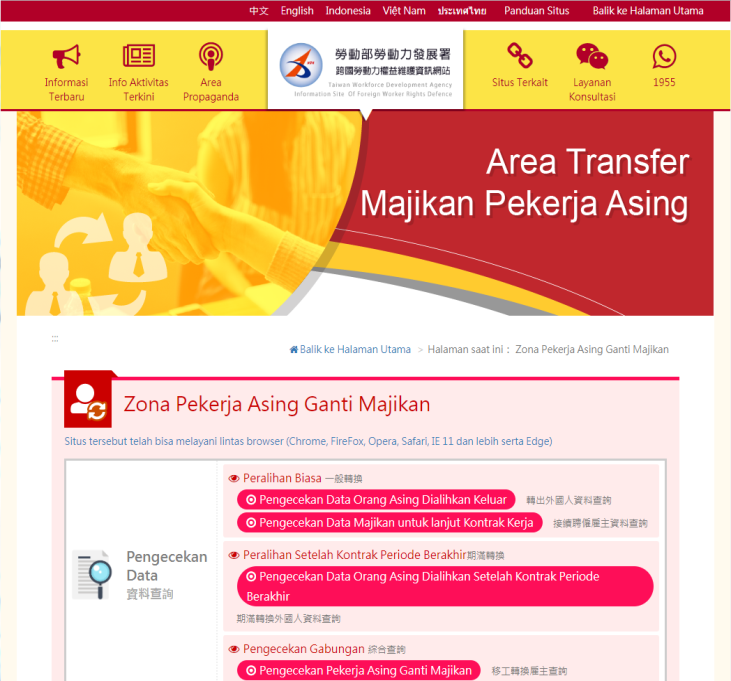 中文 English Indonesia Việt Nam ประเทศไทย Panduan Situs Balik ke Halaman Utama
Informasi Terbaru
Info Aktivitas Terkini
Area Propaganda
勞動部勞動力發展署
跨國勞動力權益維護資訊網站
Taiwan Workforce Development Agency
Information Site Of Foreign Worker Rights Defence
Situs Terkait
Layanan Konsultasi
1955
Area Transfer
Majikan Pekerja Asing
:::
Balik ke Halaman Utama > Halaman saat ini : Zona Pekerja Asing Ganti Majikan
Zona Pekerja Asing Ganti Majikan
Situs tersebut telah bisa melayani lintas browser (Chrome, FireFox, Opera, Safari, IE 11 dan lebih serta Edge)
Pengecekan
Data
資料查詢
Peralihan Biasa 一般轉換
Pengecekan Data Orang Asing Dialihkan Keluar 轉出外國人資料查詢
Pengecekan Data Majikan untuk lanjut Kontrak Kerja 接續聘僱雇主資料查詢
Peralihan Setelah Kontrak Periode Berakhir期滿轉換
Pengecekan Data Orang Asing Dialihkan Setelah Kontrak Periode
Berakhir
期滿轉換外國人資料查詢
Pengecekan Gabungan 綜合查詢
Pengecekan Pekerja Asing Ganti Majikan 移工轉換雇主查詢